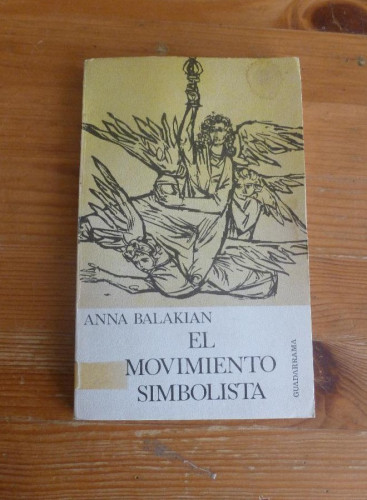 ANNA BALAKIAN
EL
MOVIMIENTO
SIMBOLISTA
GUADARRAMA